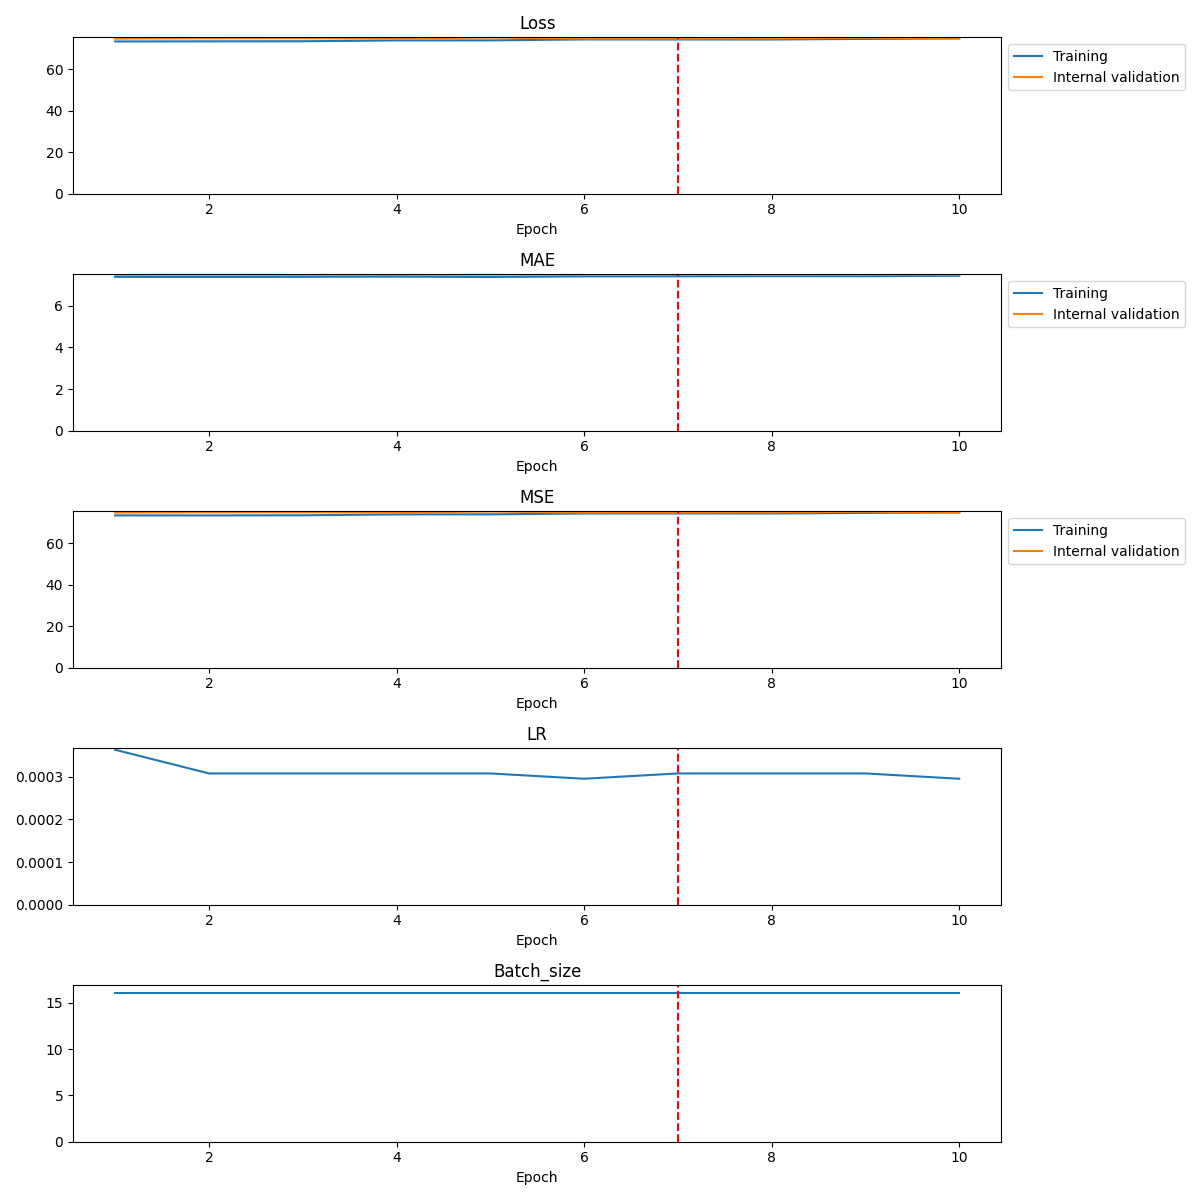 Loss
60
40
20
0
2 4 6 8 10
Epoch
Training
Internal validation
MAE
6
4
2
0
2 4 6 8 10
Epoch
Training
Internal validation
MSE
60
40
20
0
2 4 6 8 10
Epoch
Training
Internal validation
LR
0.0003
0.0002
0.0001
0.0000
2 4 6 8 10
Epoch
Batch_size
15
10
5
0
2 4 6 8 10
Epoch